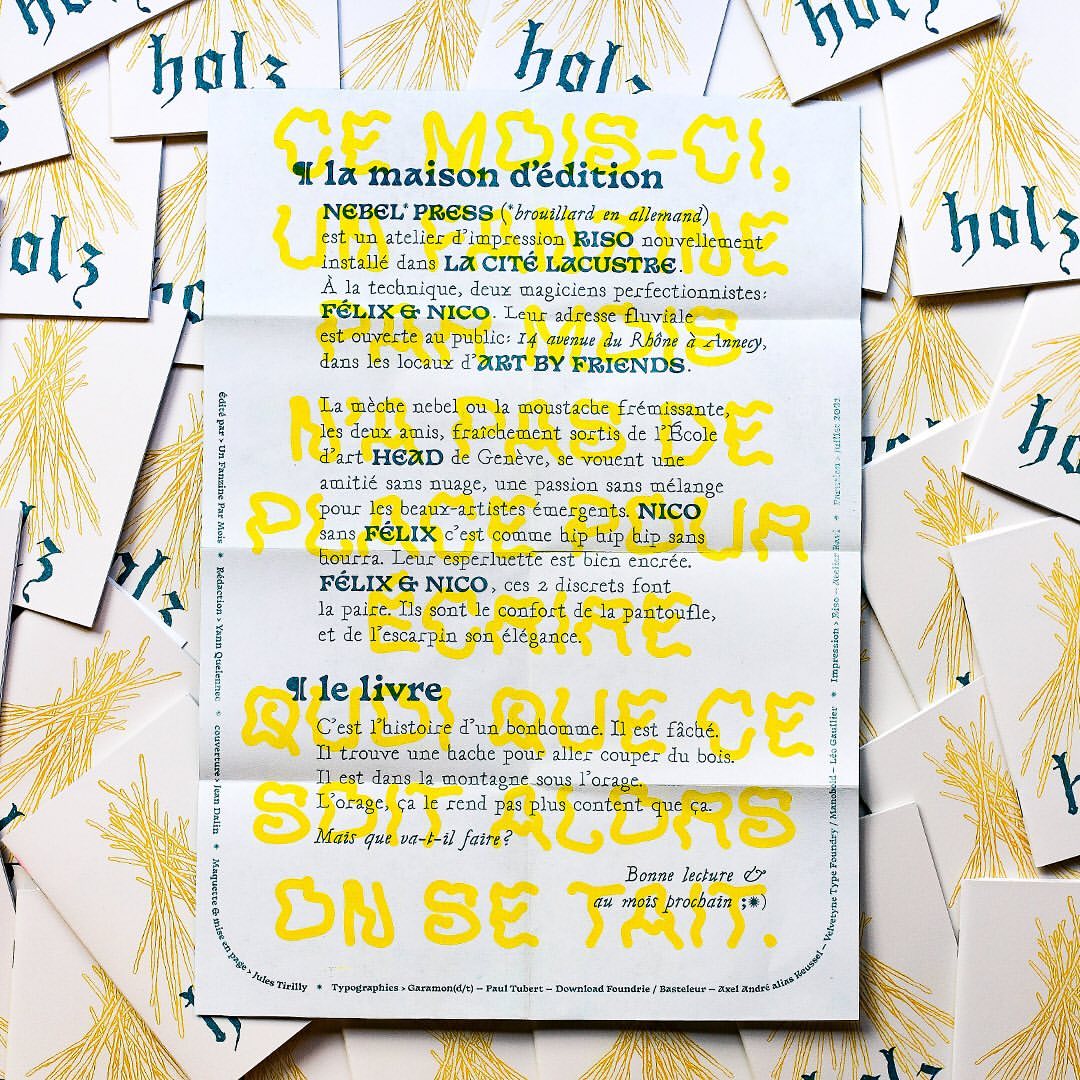 holz
holz
holz
holz
holz
holz
holz
CE MOIS-CI,
UN FANZINE
PAR MOIS
N'A PAS DE
PLACE POUR
ÉCRIRE
QUOI QUE CE
SOIT ALORS
ON SE TAIT.
¶ la maison d'édition
NEBEL* PRESS (*brouillard en allemand)
est un atelier d'impression RISO nouvellement
installé dans LA CITÉ LACUSTRE.
À la technique, deux magiciens perfectionnistes:
FÉLIX & NICO. Leur adresse fluviale
est ouverte au public: 14 avenue du Rhône à Annecy,
dans les locaux d'ART BY FRIENDS.
La mèche nebel ou la moustache frémissante,
les deux amis, fraîchement sortis de l'École
d'art HEAD de Genève, se vouent une
amitié sans nuage, une passion sans mélange
pour les beaux-artistes émergents. NICO
sans FÉLIX c'est comme hip hip hip sans
hourra. Leur esperluette est bien encrée.
FÉLIX & NICO, ces 2 discrets font
la paire. Ils sont le confort de la pantoufle,
et de l'escarpin son élégance.
¶ le livre
C'est l'histoire d'un bonhomme. Il est fâché.
Il trouve une hache pour aller couper du bois.
Il est dans la montagne sous l'orage.
L'orage, ça le rend pas plus content que ça.
Mais que va-t-il faire?
Bonne lecture &
au mois prochain ;*)
Édité par > Un Fanzine Par Mois * Rédaction > Yann Quelennec * couverture > Jean Dalin * Maquette & mise en page > Jules Tirilly * Typographies > Garamon(d/t) – Paul Tubert – Download Foundrie / Basteleur – Axel André alias Keussel – Velvetyne Type Foundry / Manobold – Léo Gaullier * Impression > Riso – Atelier